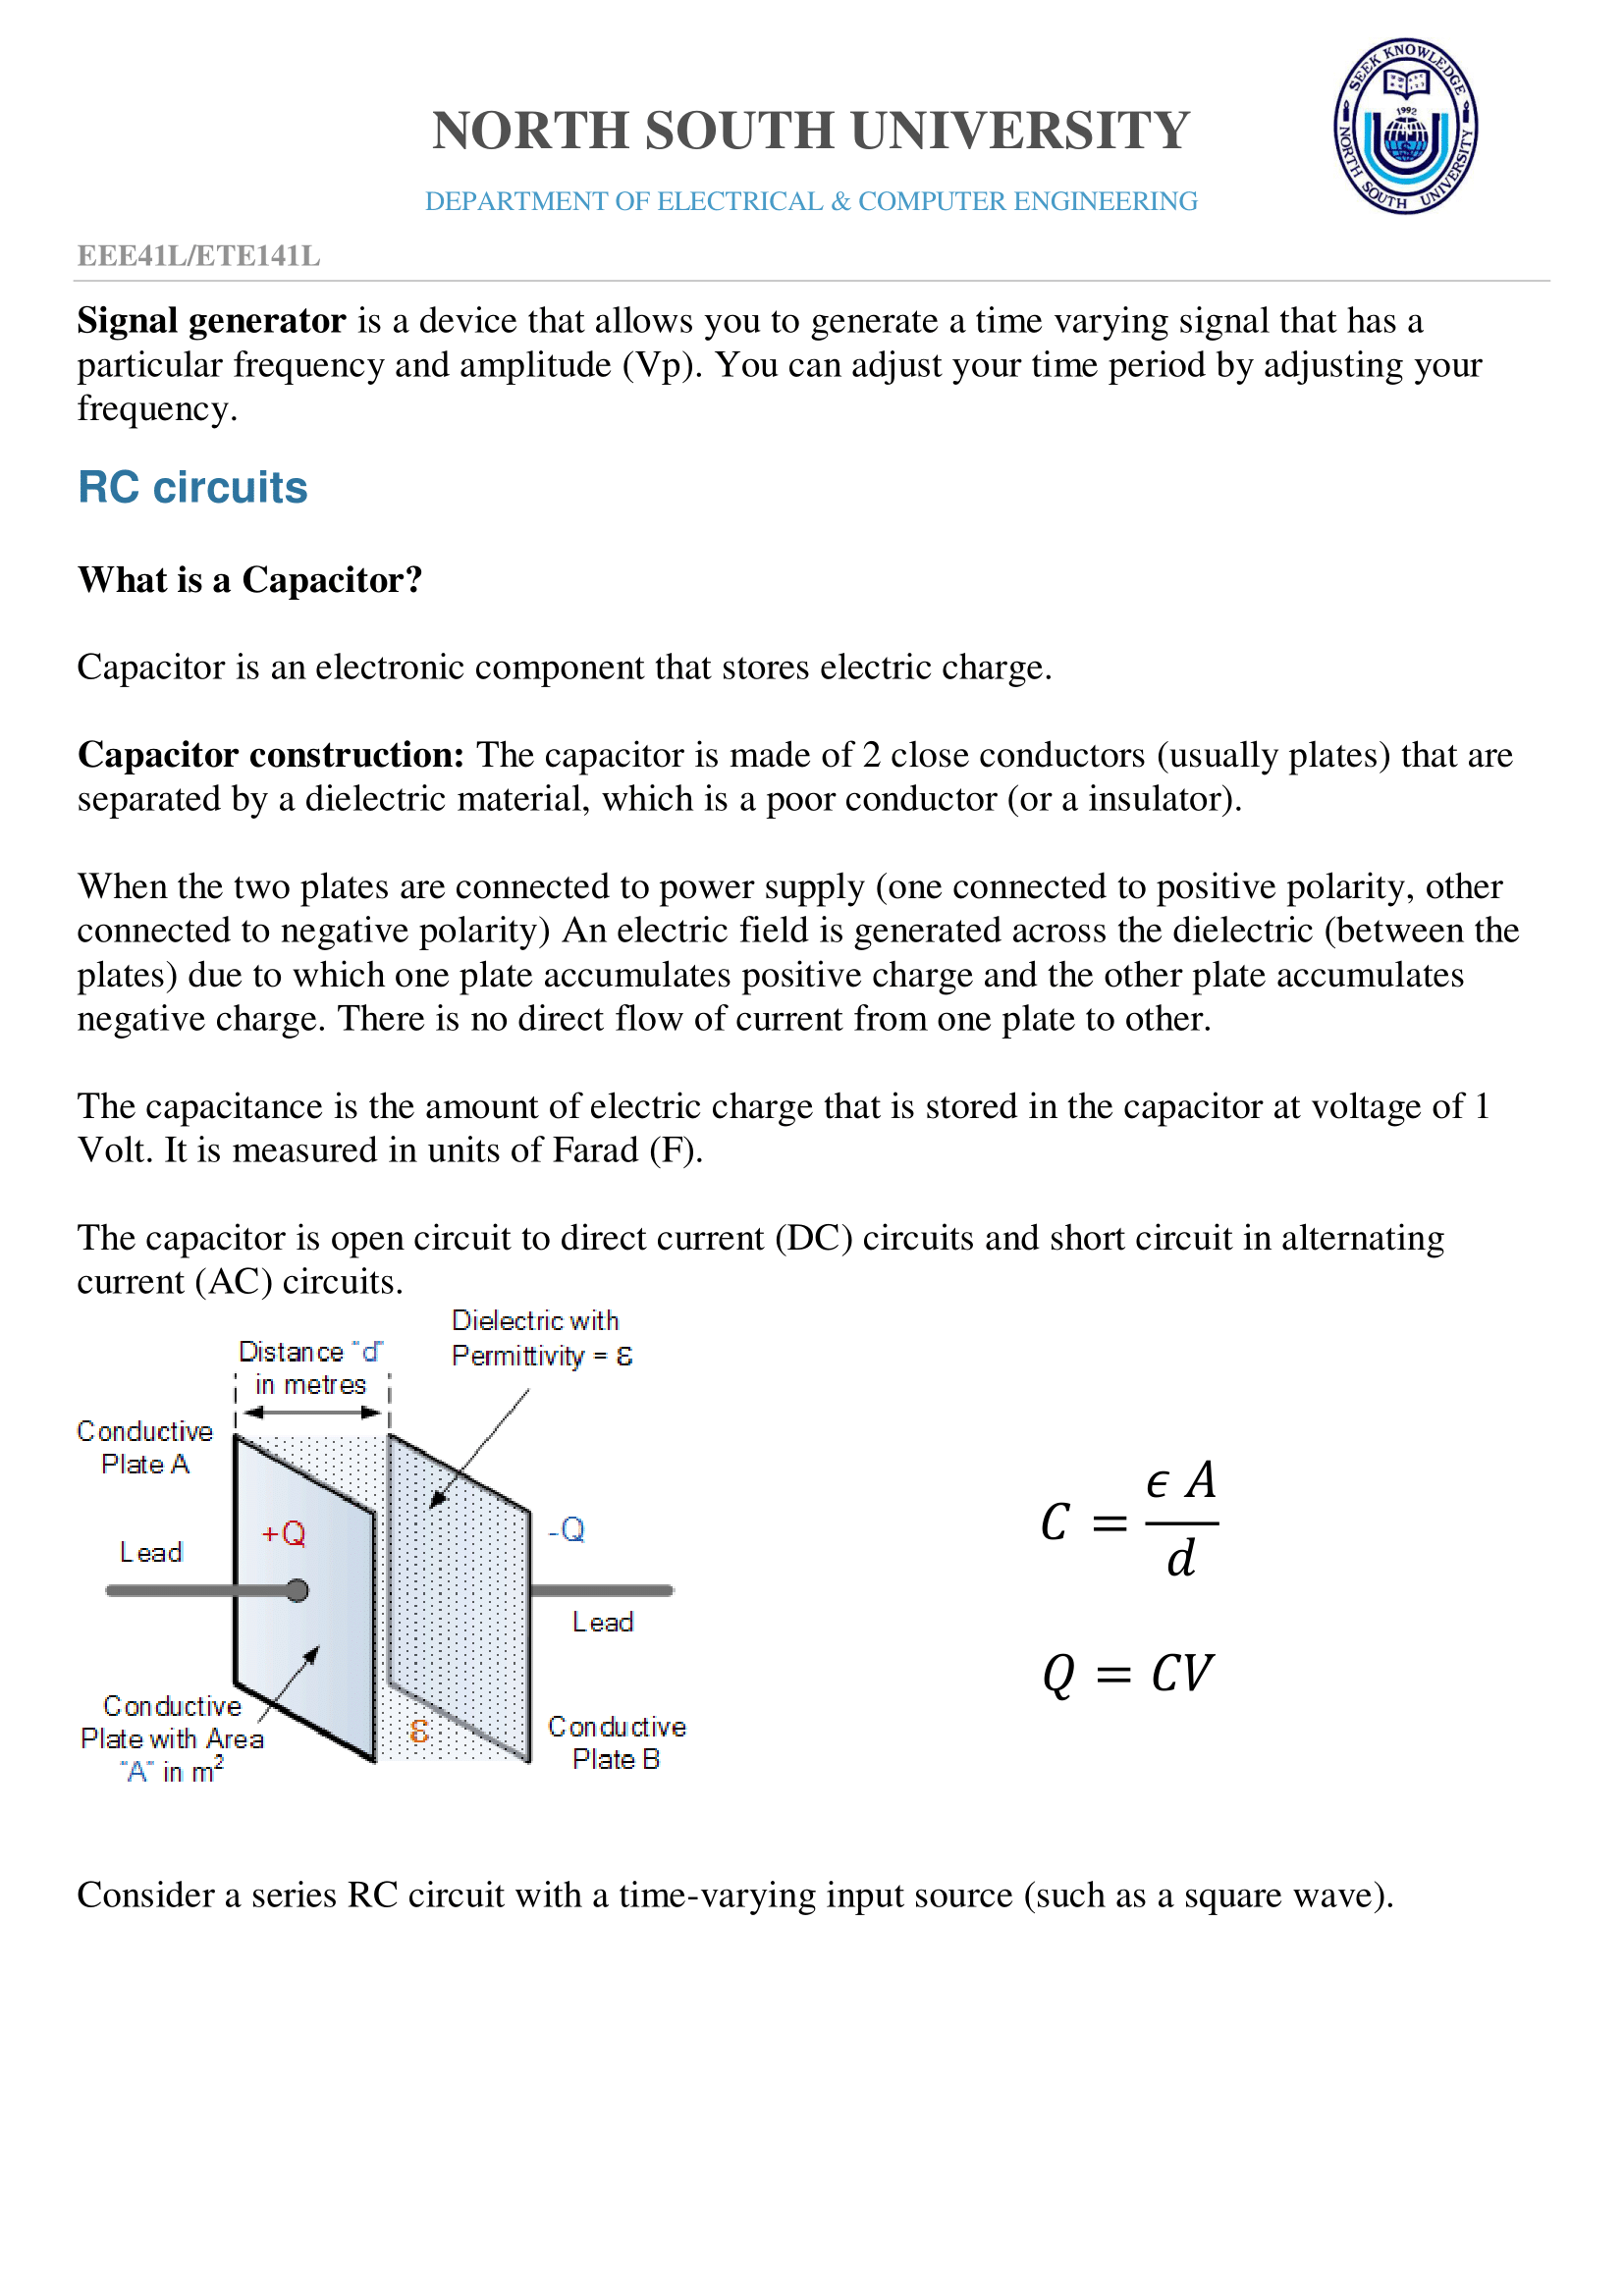 NORTH SOUTH UNIVERSITY
SEEK KNOWLEDGE
1992
NORTH SOUTH UNIVERSITY
DEPARTMENT OF ELECTRICAL & COMPUTER ENGINEERING
EEE41L/ETE141L
Signal generator is a device that allows you to generate a time varying signal that has a
particular frequency and amplitude (Vp). You can adjust your time period by adjusting your
frequency.
RC circuits
What is a Capacitor?
Capacitor is an electronic component that stores electric charge.
Capacitor construction: The capacitor is made of 2 close conductors (usually plates) that are
separated by a dielectric material, which is a poor conductor (or a insulator).
When the two plates are connected to power supply (one connected to positive polarity, other
connected to negative polarity) An electric field is generated across the dielectric (between the
plates) due to which one plate accumulates positive charge and the other plate accumulates
negative charge. There is no direct flow of current from one plate to other.
The capacitance is the amount of electric charge that is stored in the capacitor at voltage of 1
Volt. It is measured in units of Farad (F).
The capacitor is open circuit to direct current (DC) circuits and short circuit in alternating
current (AC) circuits.
Dielectric with
Permittivity = ε
Distance "d"
in metres
Conductive
Plate A
+Q
-Q
Lead
Lead
Conductive
Plate with Area
"A" in m²
ε
Conductive
Plate B
C = ϵ A / d
Q = CV
Consider a series RC circuit with a time-varying input source (such as a square wave).